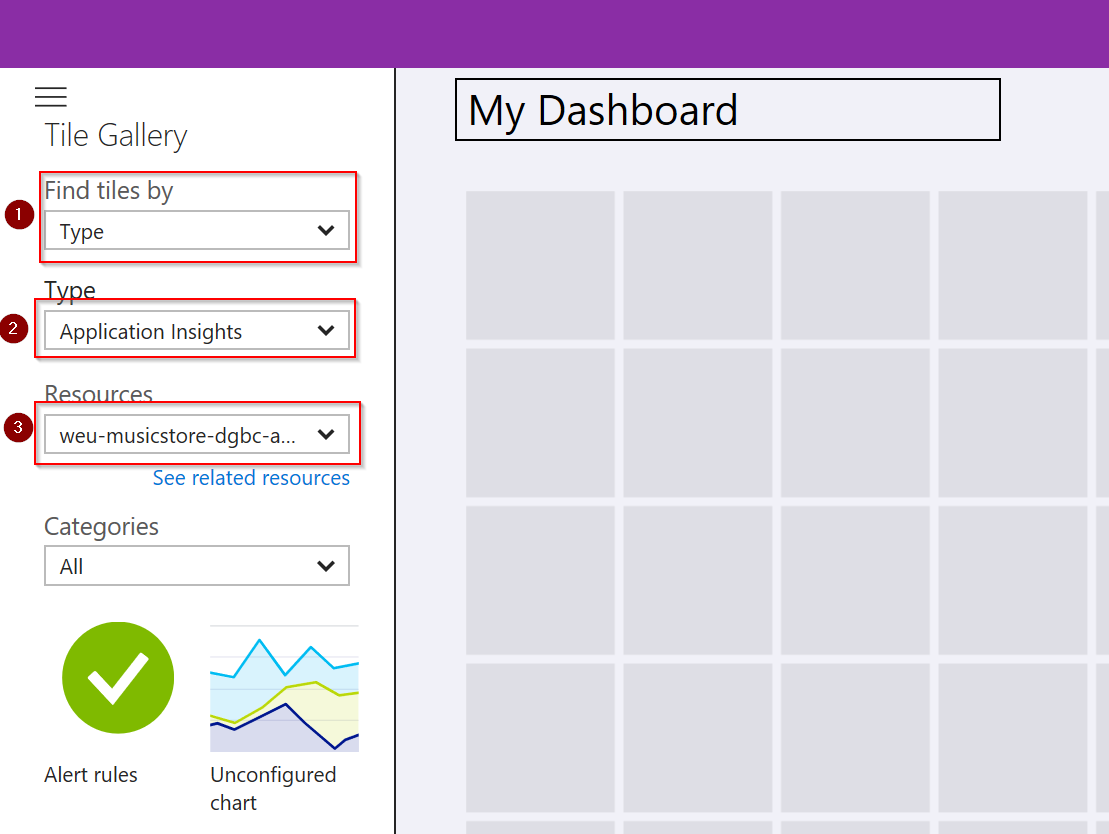 My Dashboard
Tile Gallery
Find tiles by
1
Type
Type
2
Application Insights
Resources
3
weu-musicstore-dgbc-a...
See related resources
Categories
All
Alert rules
Unconfigured
chart